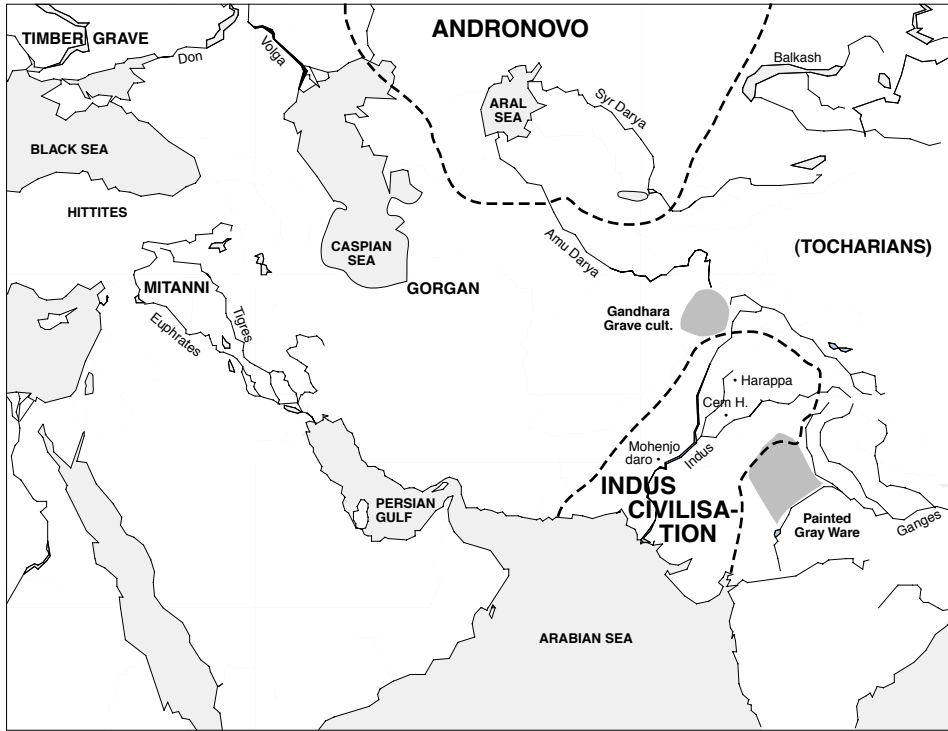 ANDRONOVO
TIMBER GRAVE
Don
Volga
Balkash
ARAL
SEA
Syr Darya
BLACK SEA
HITTITES
CASPIAN
SEA
Amu Darya
(TOCHARIANS)
MITANNI
GORGAN
Tigres
Euphrates
Gandhara
Grave cult.
Harappa
Cem H.
Mohenjo
daro
Indus
INDUS
CIVILISA-
TION
PERSIAN
GULF
Painted
Gray Ware
Ganges
ARABIAN SEA